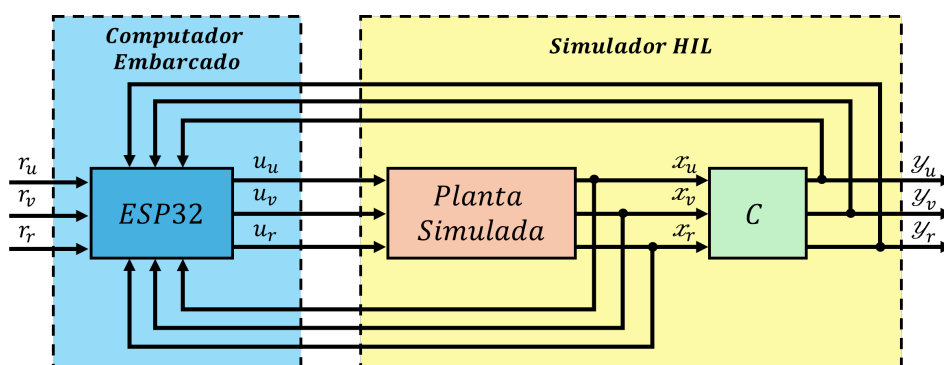 Computador
Embarcado
Simulador HIL
r_u
r_v
r_r
ESP32
u_u
u_v
u_r
Planta
Simulada
x_u
x_v
x_r
C
y_u
y_v
y_r